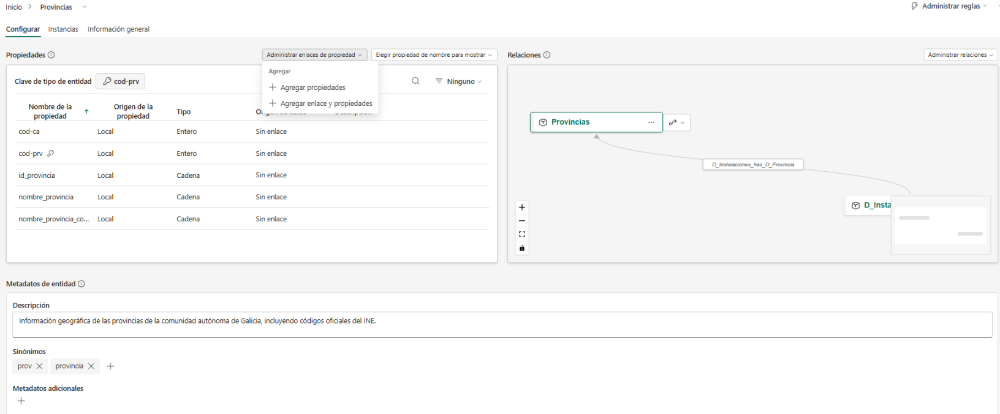 Inicio > Provincias
Administrar reglas
Configurar Instancias Información general
Propiedades
Administrar enlaces de propiedad
Elegir propiedad de nombre para mostrar
Agregar
Agregar propiedades
Agregar enlace y propiedades
Clave de tipo de entidad cod-prv
Ninguno
Nombre de la propiedad Origen de la propiedad Tipo Origen de datos Descripción
cod-ca Local Entero Sin enlace
cod-prv Local Entero Sin enlace
id_provincia Local Cadena Sin enlace
nombre_provincia Local Cadena Sin enlace
nombre_provincia_co... Local Cadena Sin enlace
Relaciones
Administrar relaciones
Provincias ...
D_Instalaciones_has_D_Provincia
D_Insta
Metadatos de entidad
Descripción
Información geográfica de las provincias de la comunidad autónoma de Galicia, incluyendo códigos oficiales del INE.
Sinónimos
prov provincia
Metadatos adicionales